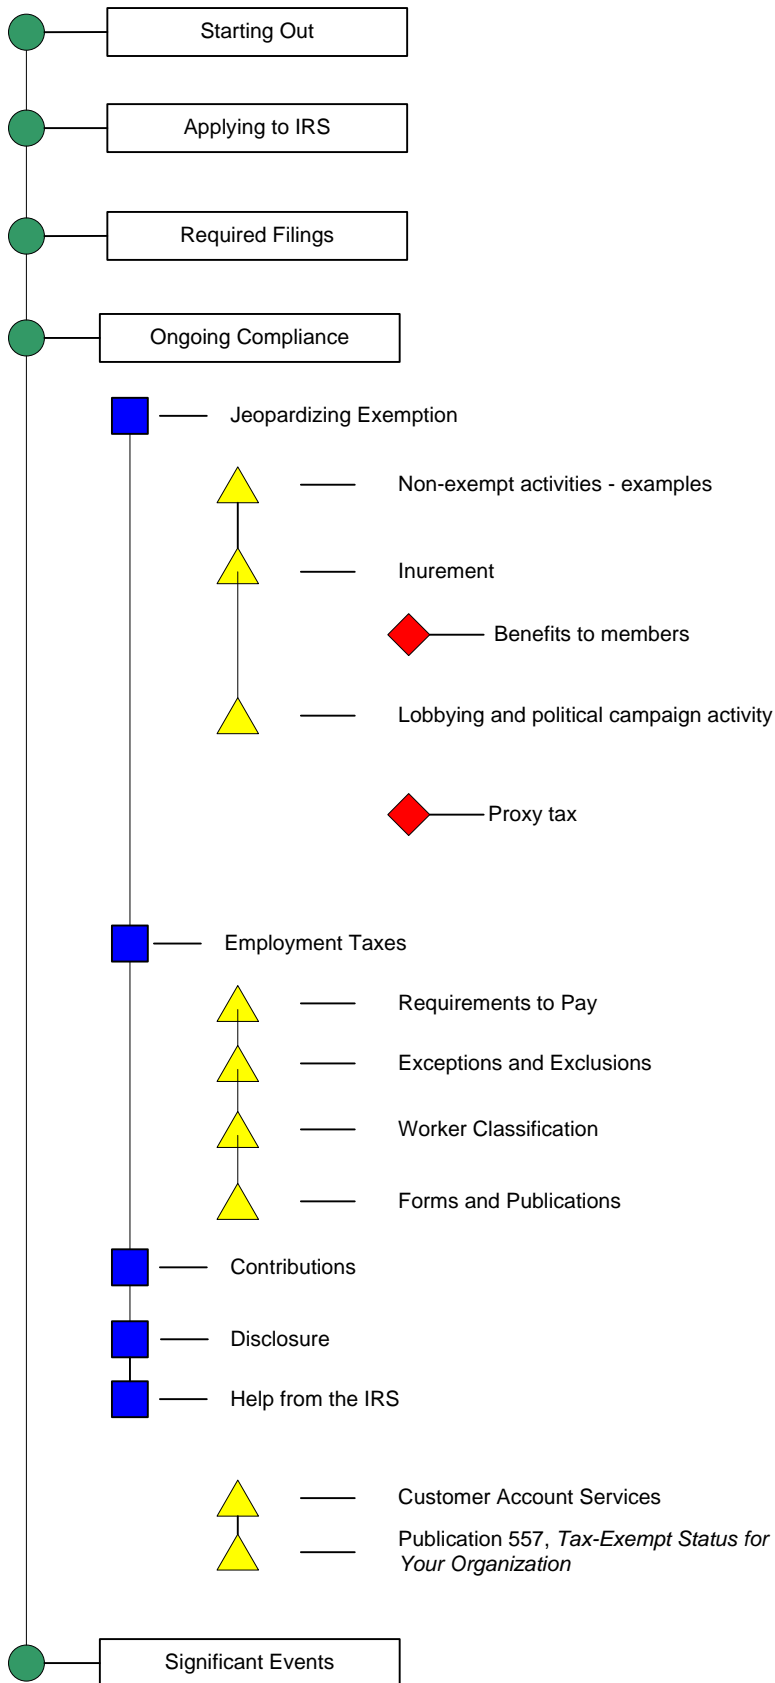 Starting Out
Applying to IRS
Required Filings
Ongoing Compliance
Jeopardizing Exemption
Non-exempt activities - examples
Inurement
Benefits to members
Lobbying and political campaign activity
Proxy tax
Employment Taxes
Requirements to Pay
Exceptions and Exclusions
Worker Classification
Forms and Publications
Contributions
Disclosure
Help from the IRS
Customer Account Services
Publication 557, Tax-Exempt Status for
Your Organization
Significant Events